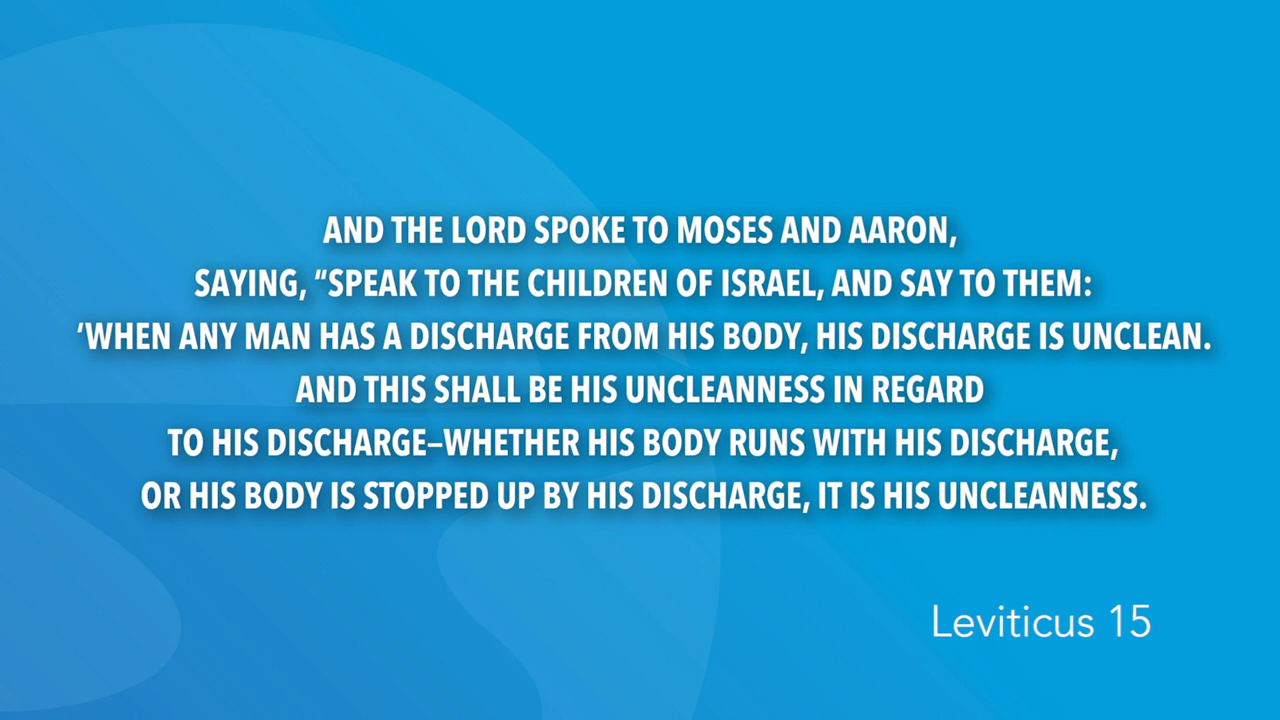 AND THE LORD SPOKE TO MOSES AND AARON,
SAYING, "SPEAK TO THE CHILDREN OF ISRAEL, AND SAY TO THEM:
‘WHEN ANY MAN HAS A DISCHARGE FROM HIS BODY, HIS DISCHARGE IS UNCLEAN.
AND THIS SHALL BE HIS UNCLEANNESS IN REGARD
TO HIS DISCHARGE–WHETHER HIS BODY RUNS WITH HIS DISCHARGE,
OR HIS BODY IS STOPPED UP BY HIS DISCHARGE, IT IS HIS UNCLEANNESS.
Leviticus 15